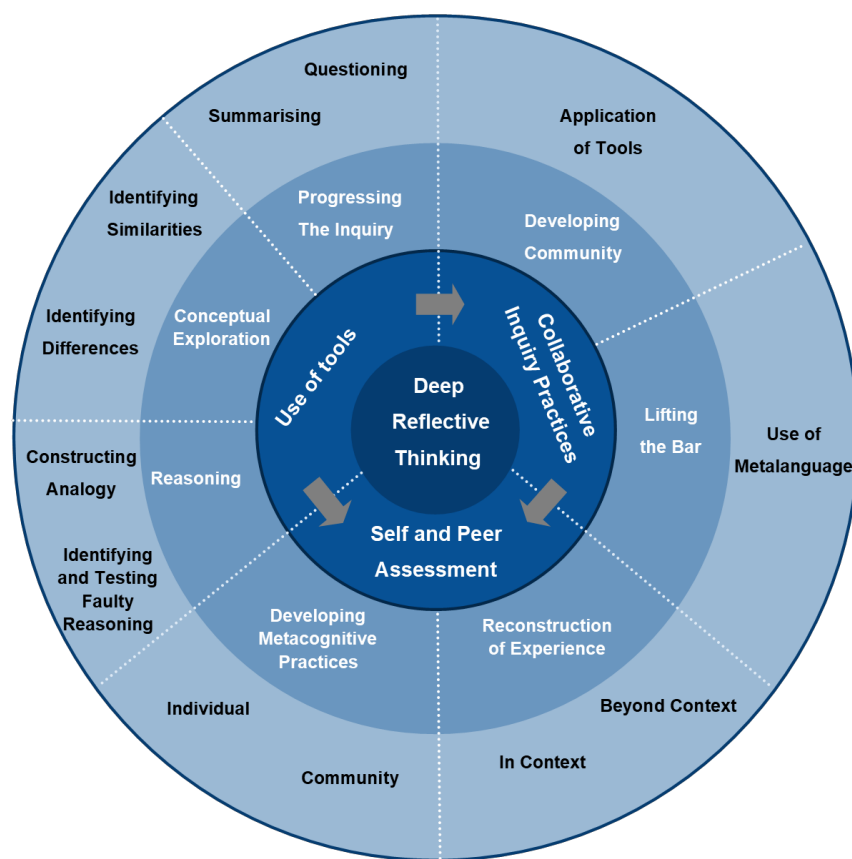 Questioning
Summarising
Application
of Tools
Identifying
Similarities
Progressing
The Inquiry
Developing
Community
Identifying
Differences
Conceptual
Exploration
Use of tools
Collaborative
Inquiry Practices
Deep
Reflective
Thinking
Lifting
the Bar
Use of
Metalanguage
Constructing
Analogy
Reasoning
Identifying
and Testing
Faulty
Reasoning
Self and Peer
Assessment
Developing
Metacognitive
Practices
Reconstruction
of Experience
Individual
Community
In Context
Beyond Context